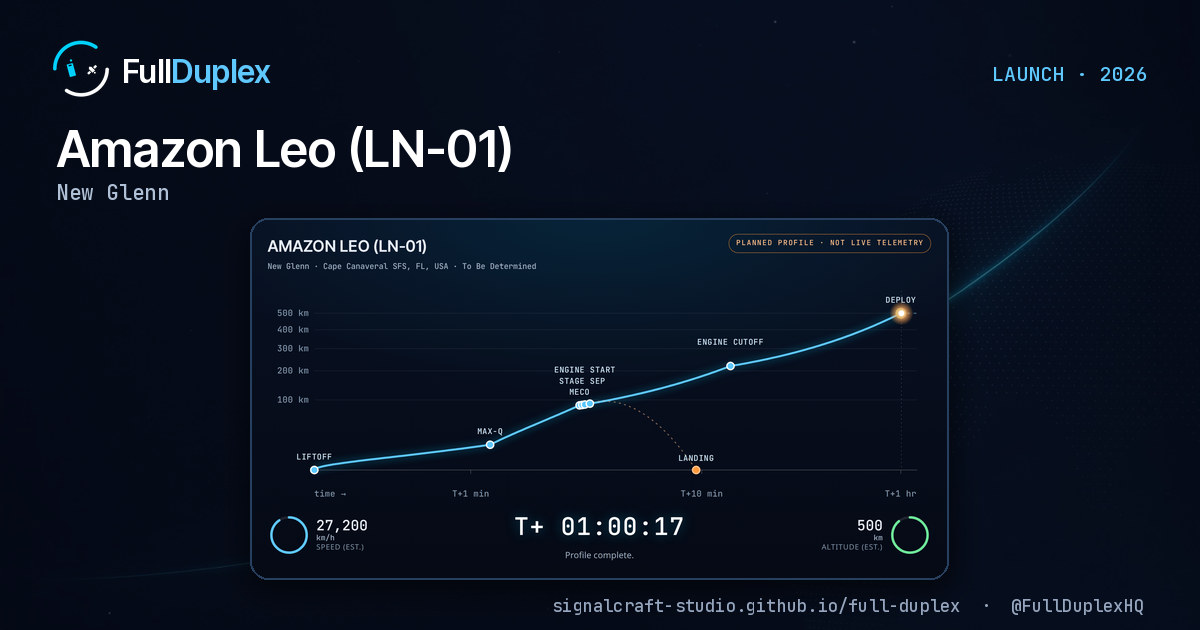 FullDuplex
LAUNCH · 2026
Amazon Leo (LN-01)
New Glenn
AMAZON LEO (LN-01)
PLANNED PROFILE · NOT LIVE TELEMETRY
New Glenn · Cape Canaveral SFS, FL, USA · To Be Determined
DEPLOY
500 km
400 km
ENGINE CUTOFF
300 km
ENGINE START
200 km
STAGE SEP
MECO
100 km
MAX-Q
LIFTOFF
LANDING
time →
T+1 min
T+10 min
T+1 hr
27,200
km/h
SPEED (EST.)
T+ 01:00:17
Profile complete.
500
km
ALTITUDE (EST.)
signalcraft-studio.github.io/full-duplex · @FullDuplexHQ